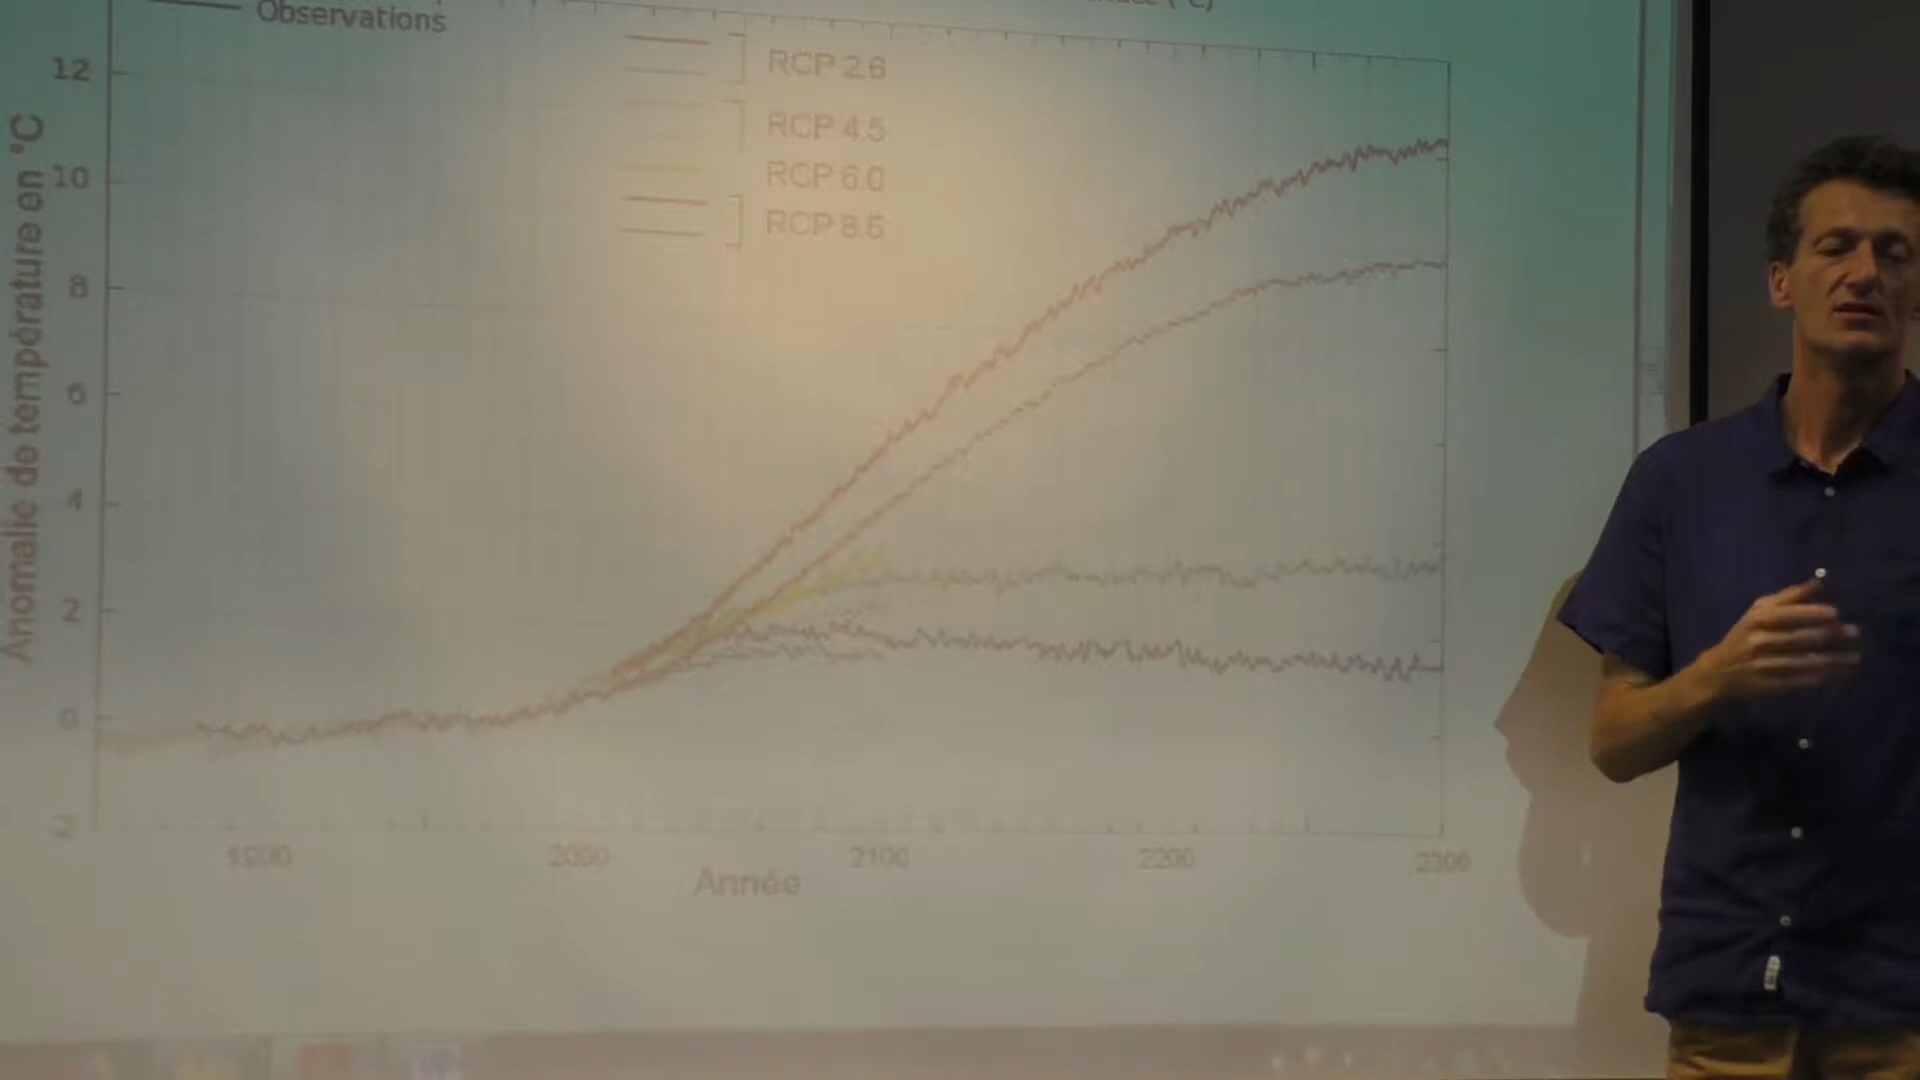 Observations
RCP 2.6
RCP 4.5
RCP 6.0
RCP 8.5
Anomalie de température en °C
12
10
8
6
4
2
0
-2
1900
2000
2100
2200
2300
Année